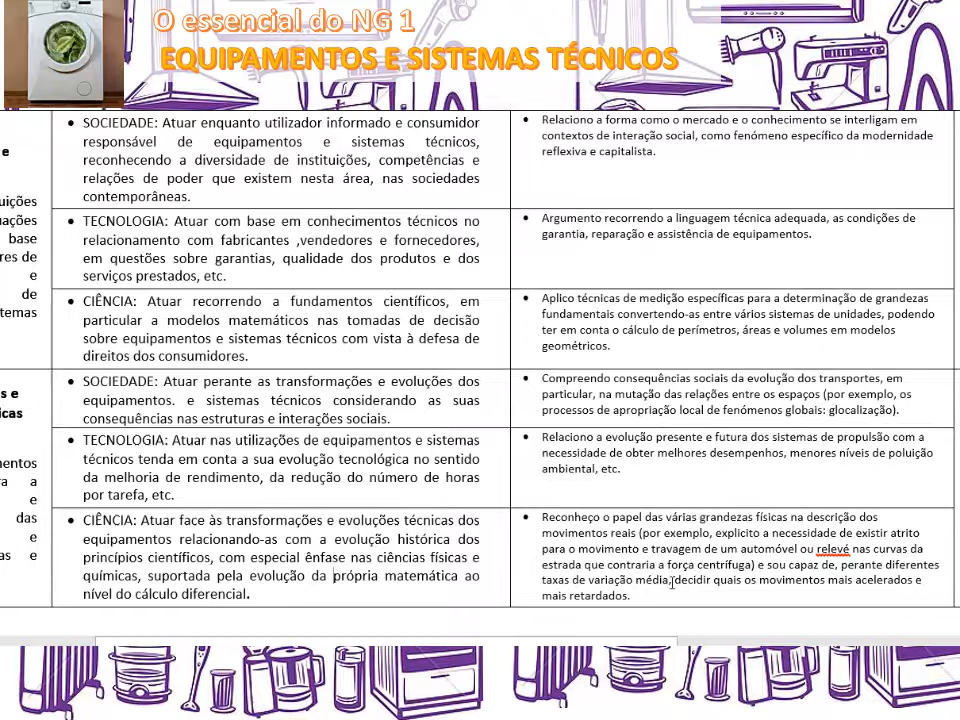 O essencial do NG 1
EQUIPAMENTOS E SISTEMAS TÉCNICOS
e
uições
uações
base
res de
e
de
temas
• SOCIEDADE: Atuar enquanto utilizador informado e consumidor
responsável de equipamentos e sistemas técnicos,
reconhecendo a diversidade de instituições, competências e
relações de poder que existem nesta área, nas sociedades
contemporâneas.
• Relaciono a forma como o mercado e o conhecimento se interligam em
contextos de interação social, como fenómeno específico da modernidade
reflexiva e capitalista.
• TECNOLOGIA: Atuar com base em conhecimentos técnicos no
relacionamento com fabricantes ,vendedores e fornecedores,
em questões sobre garantias, qualidade dos produtos e dos
serviços prestados, etc.
• Argumento recorrendo a linguagem técnica adequada, as condições de
garantia, reparação e assistência de equipamentos.
• CIÊNCIA: Atuar recorrendo a fundamentos científicos, em
particular a modelos matemáticos nas tomadas de decisão
sobre equipamentos e sistemas técnicos com vista à defesa de
direitos dos consumidores.
• Aplico técnicas de medição específicas para a determinação de grandezas
fundamentais convertendo-as entre vários sistemas de unidades, podendo
ter em conta o cálculo de perímetros, áreas e volumes em modelos
geométricos.
s e
icas
mentos
ra a
e
das
e
as e
• SOCIEDADE: Atuar perante as transformações e evoluções dos
equipamentos. e sistemas técnicos considerando as suas
consequências nas estruturas e interações sociais.
• Compreendo consequências sociais da evolução dos transportes, em
particular, na mutação das relações entre os espaços (por exemplo, os
processos de apropriação local de fenómenos globais: glocalização).
• TECNOLOGIA: Atuar nas utilizações de equipamentos e sistemas
técnicos tenda em conta a sua evolução tecnológica no sentido
da melhoria de rendimento, da redução do número de horas
por tarefa, etc.
• Relaciono a evolução presente e futura dos sistemas de propulsão com a
necessidade de obter melhores desempenhos, menores níveis de poluição
ambiental, etc.
• CIÊNCIA: Atuar face às transformações e evoluções técnicas dos
equipamentos relacionando-as com a evolução histórica dos
princípios científicos, com especial ênfase nas ciências físicas e
químicas, suportada pela evolução da própria matemática ao
nível do cálculo diferencial.
• Reconheço o papel das várias grandezas físicas na descrição dos
movimentos reais (por exemplo, explicito a necessidade de existir atrito
para o movimento e travagem de um automóvel ou relevé nas curvas da
estrada que contraria a força centrífuga) e sou capaz de, perante diferentes
taxas de variação média, decidir quais os movimentos mais acelerados e
mais retardados.